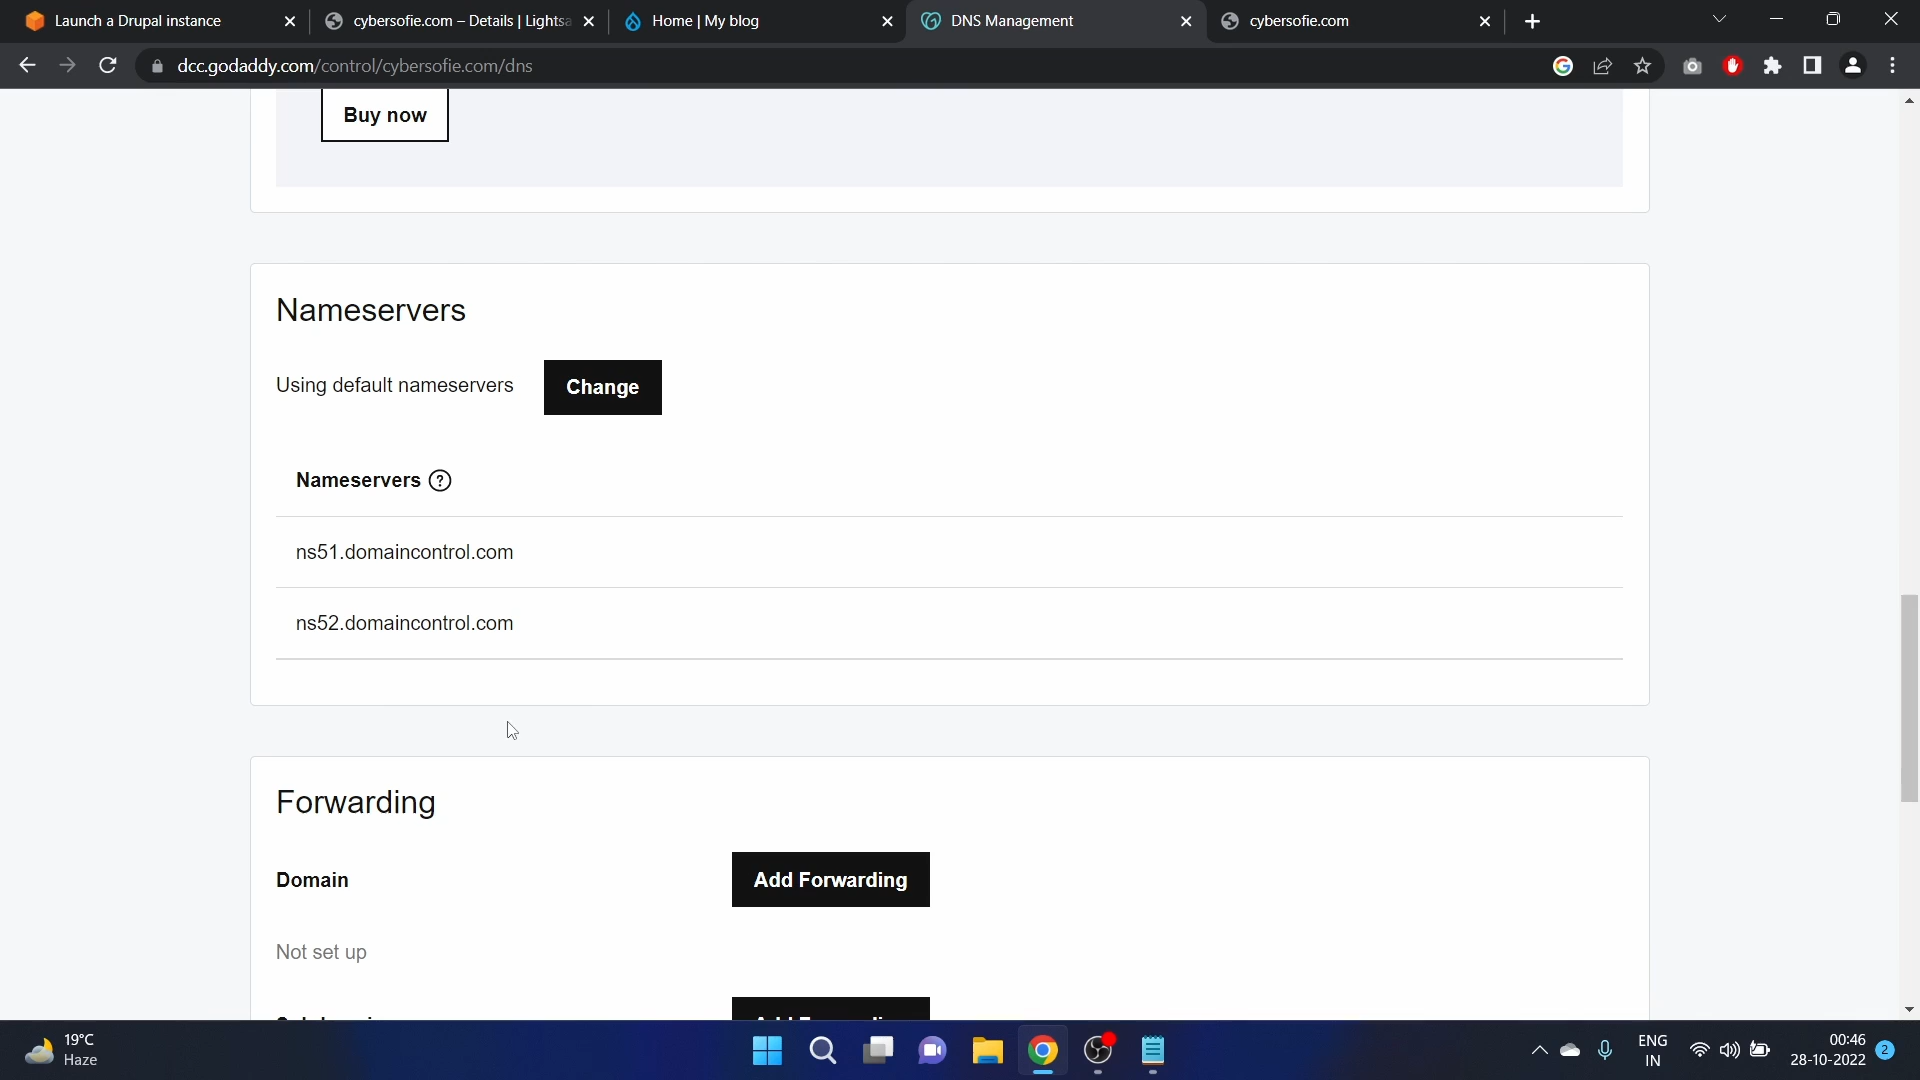 Launch a Drupal instance
cybersofie.com – Details | Lightsa
Home | My blog
DNS Management
cybersofie.com
dcc.godaddy.com/control/cybersofie.com/dns
Buy now
Nameservers
Using default nameservers
Change
Nameservers ?
ns51.domaincontrol.com
ns52.domaincontrol.com
Forwarding
Domain
Add Forwarding
Not set up
19°C
Haze
ENG
IN
00:46
28-10-2022
2